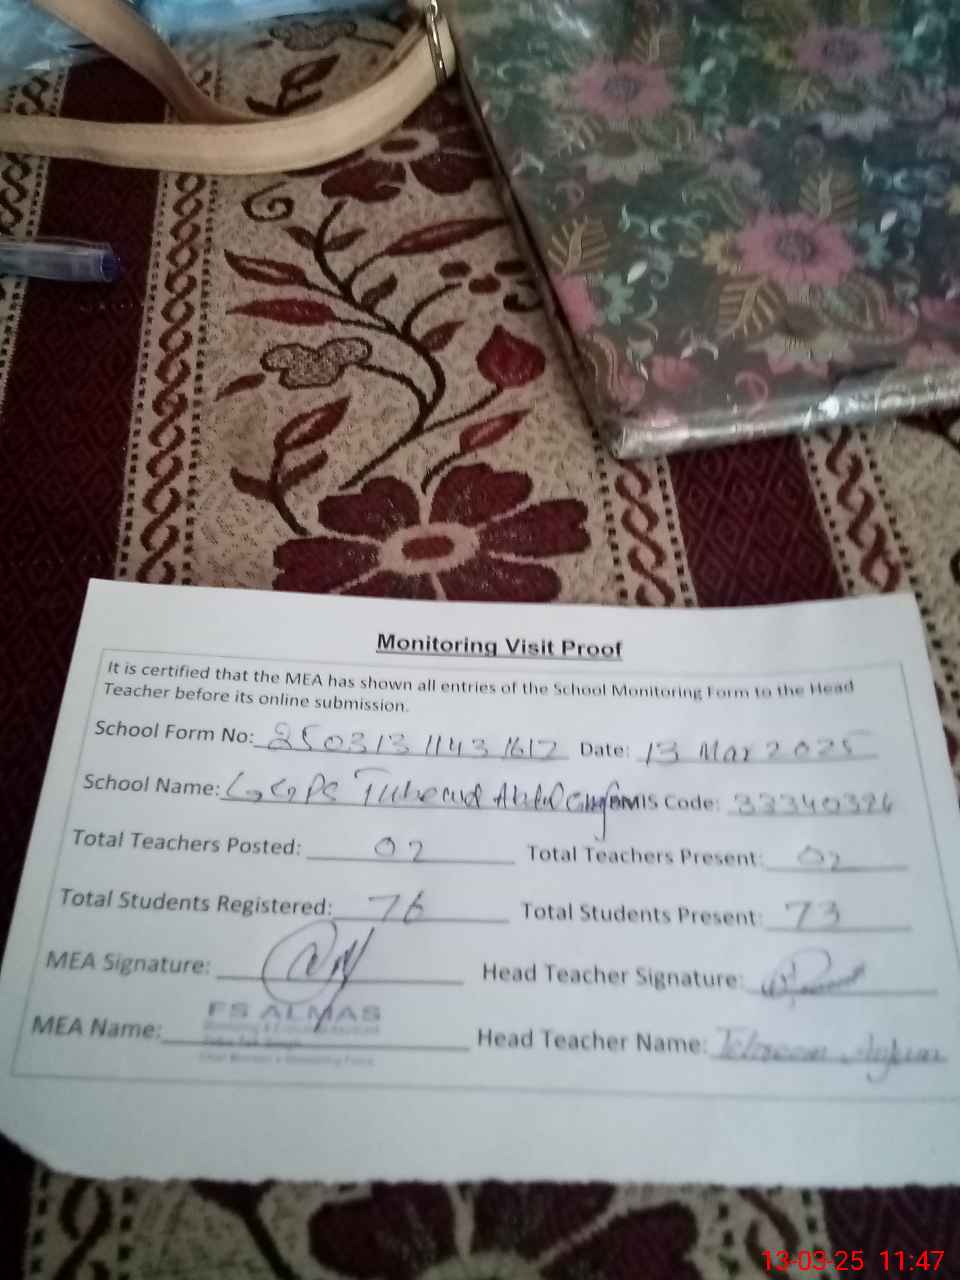 Monitoring Visit Proof
It is certified that the MEA has shown all entries of the School Monitoring Form to the Head
Teacher before its online submission.
School Form No: Date: 13 Mar 2025
School Name: EMIS Code: 33340326
Total Teachers Posted: 02 Total Teachers Present: 02
Total Students Registered: 76 Total Students Present: 73
MEA Signature: Head Teacher Signature:
FS ALMAS
MEA Name: Head Teacher Name:
13-03-25 11:47